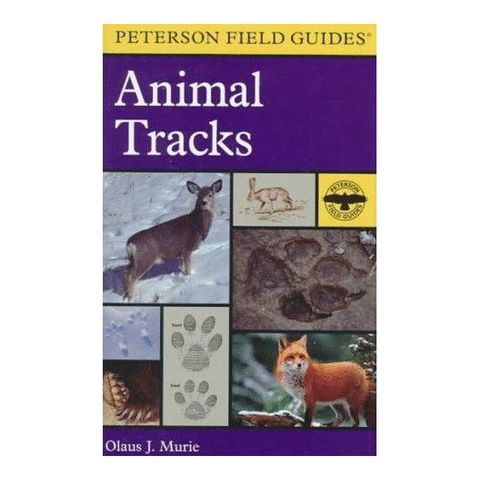 PETERSON FIELD GUIDES®
Animal
Tracks
PETERSON
FIELD GUIDES
Olaus J. Murie